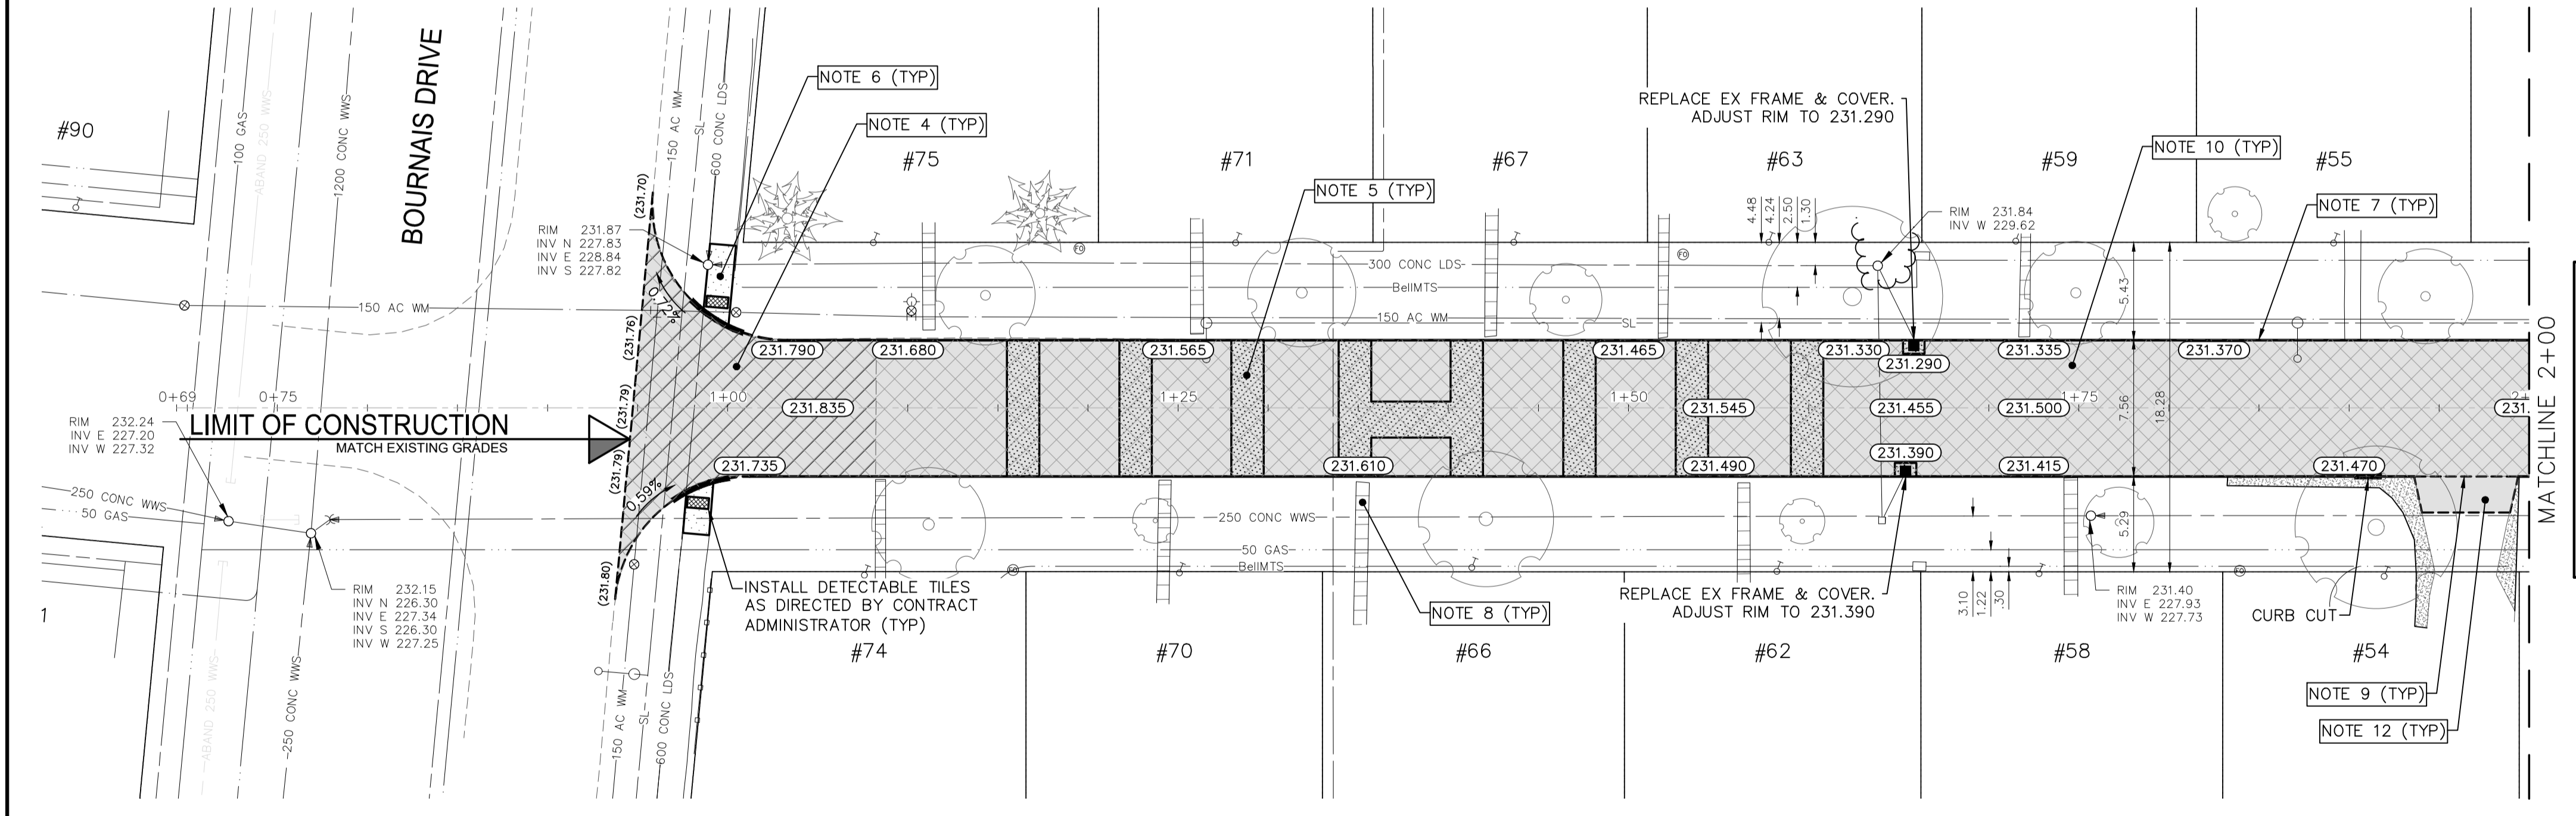 #90
100 GAS
ABAND 250 WWS
1200 CONC WWS
BOURNAIS DRIVE
150 AC WM
SL
600 CONC LDS
NOTE 6 (TYP)
NOTE 4 (TYP)
#75
#71
#67
#63
#59
#55
NOTE 5 (TYP)
REPLACE EX FRAME & COVER.
ADJUST RIM TO 231.290
NOTE 10 (TYP)
NOTE 7 (TYP)
(231.70)
RIM 231.87
INV N 227.83
INV E 228.84
INV S 227.82
4.48
4.24
2.50
1.30
RIM 231.84
INV W 229.62
FO
FO
300 CONC LDS
BellMTS
150 AC WM
SL
150 AC WM
0.72%
5.43
(231.76)
231.790
231.680
231.565
231.465
231.330
231.290
231.335
231.370
(231.79)
0+69
0+75
1+00
1+25
1+50
1+75
2+
231.835
231.545
231.455
231.500
231.
7.56
18.28
MATCHLINE 2+00
RIM 232.24
INV E 227.20
INV W 227.32
LIMIT OF CONSTRUCTION
MATCH EXISTING GRADES
(231.79)
231.735
231.610
231.490
231.390
231.415
231.470
0.59%
250 CONC WWS
50 GAS
250 CONC WWS
50 GAS
BellMTS
5.29
FO
FO
(231.80)
RIM 232.15
INV N 226.30
INV E 227.34
INV S 226.30
INV W 227.25
1
INSTALL DETECTABLE TILES
AS DIRECTED BY CONTRACT
ADMINISTRATOR (TYP)
NOTE 8 (TYP)
REPLACE EX FRAME & COVER.
ADJUST RIM TO 231.390
3.10
1.22
.30
RIM 231.40
INV E 227.93
INV W 227.73
CURB CUT
#74
#70
#66
#62
#58
#54
NOTE 9 (TYP)
NOTE 12 (TYP)
ABAND 250 WWS
250 CONC WWS
150 AC WM
SL
600 CONC LDS